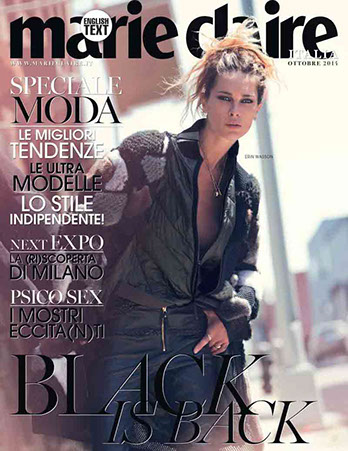 marie claire
ENGLISH
TEXT
ITALIA
WWW.MARIECLAIRE.IT
OTTOBRE 2015
SPECIALE
MODA
LE MIGLIORI
TENDENZE
LE ULTRA
MODELLE
LO STILE
INDIPENDENTE!
ERIN WASSON
NEXT EXPO
LA (RI)SCOPERTA
DI MILANO
PSICO SEX
I MOSTRI
ECCITA(N)TI
BLACK
IS BACK